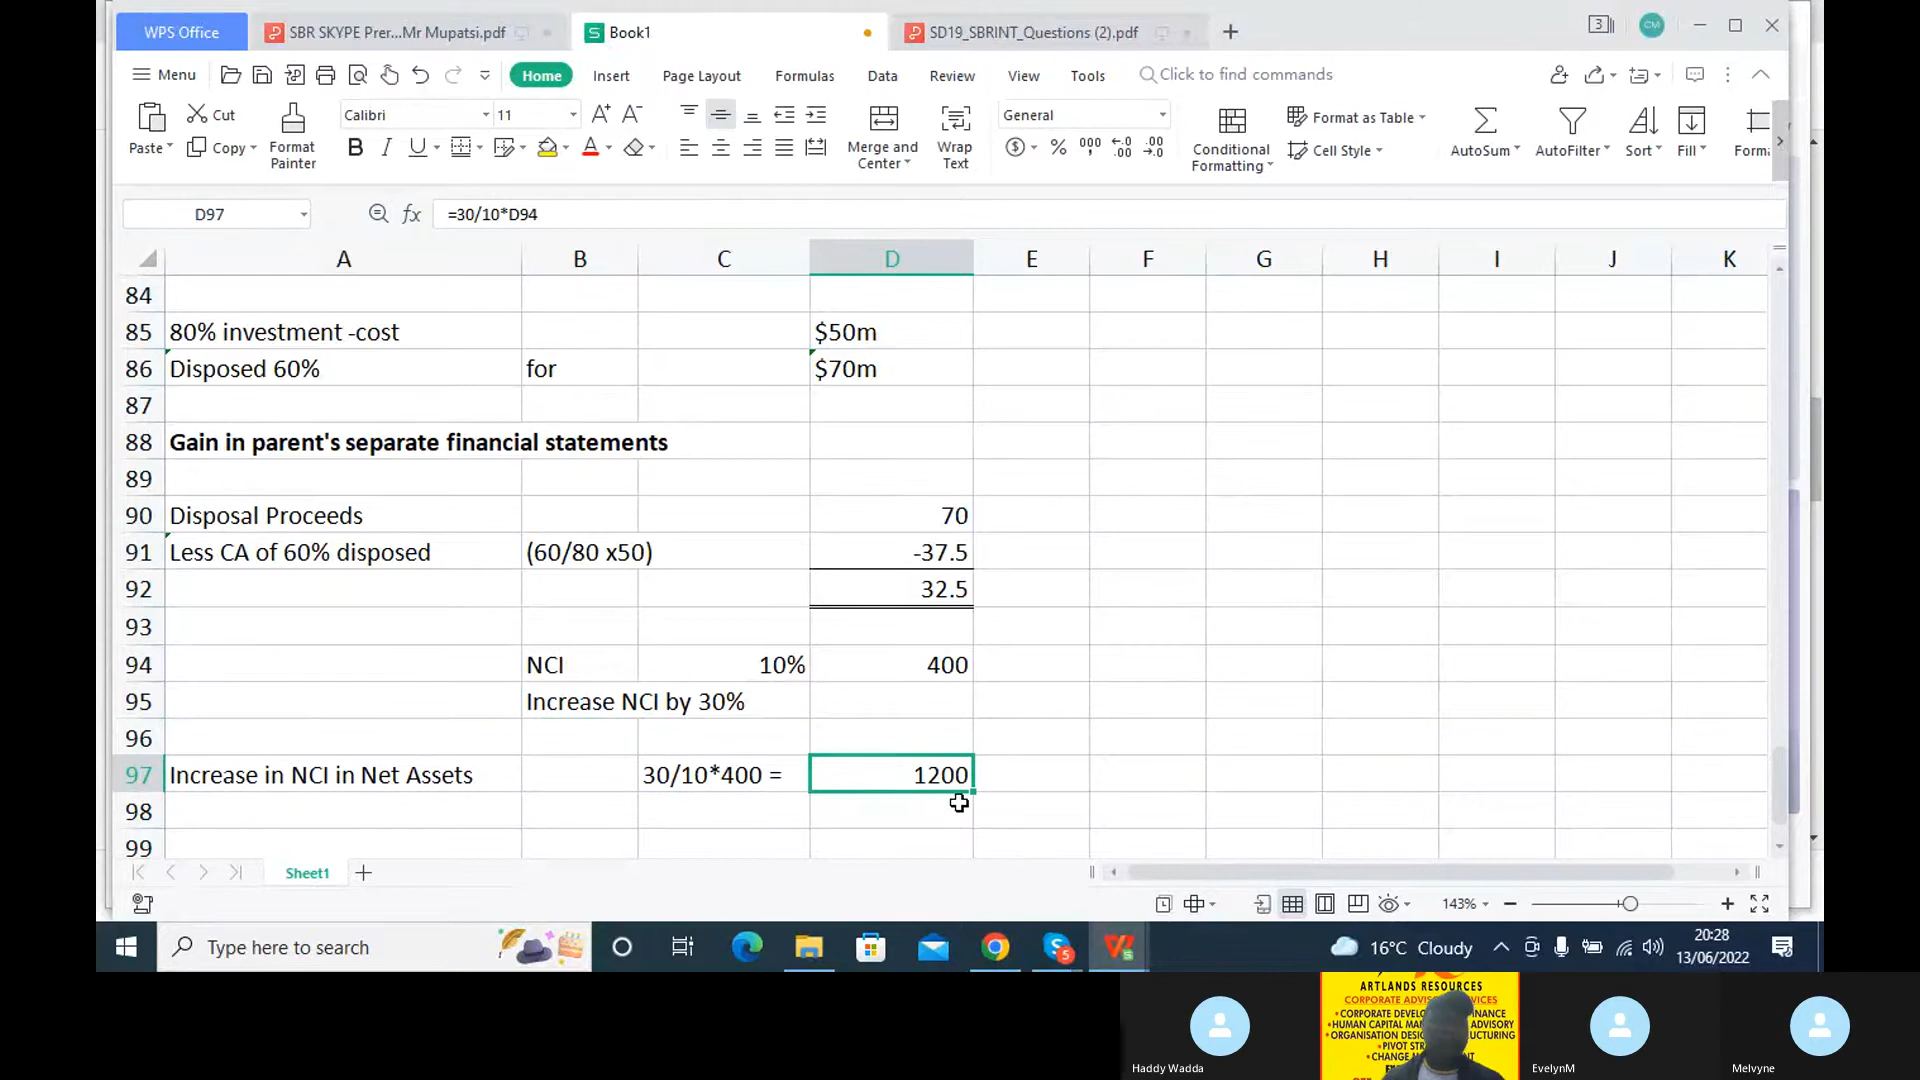 WPS Office
SBR SKYPE Prer...Mr Mupatsi.pdf
Book1
SD19_SBRINT_Questions (2).pdf
3
CM
Menu
Home
Insert
Page Layout
Formulas
Data
Review
View
Tools
Click to find commands
Cut
Calibri
11
General
Format as Table
Paste
Copy
Format Painter
Merge and Center
Wrap Text
Conditional Formatting
Cell Style
AutoSum
AutoFilter
Sort
Fill
Form
D97
=30/10*D94
A B C D E F G H I J K
84
85 80% investment -cost $50m
86 Disposed 60% for $70m
87
88 Gain in parent's separate financial statements
89
90 Disposal Proceeds 70
91 Less CA of 60% disposed (60/80 x50) -37.5
92 32.5
93
94 NCI 10% 400
95 Increase NCI by 30%
96
97 Increase in NCI in Net Assets 30/10*400 = 1200
98
99
Sheet1
143%
Type here to search
5
16°C Cloudy
20:28
13/06/2022
ARTLANDS RESOURCES
Haddy Wadda
EvelynM
Melvyne